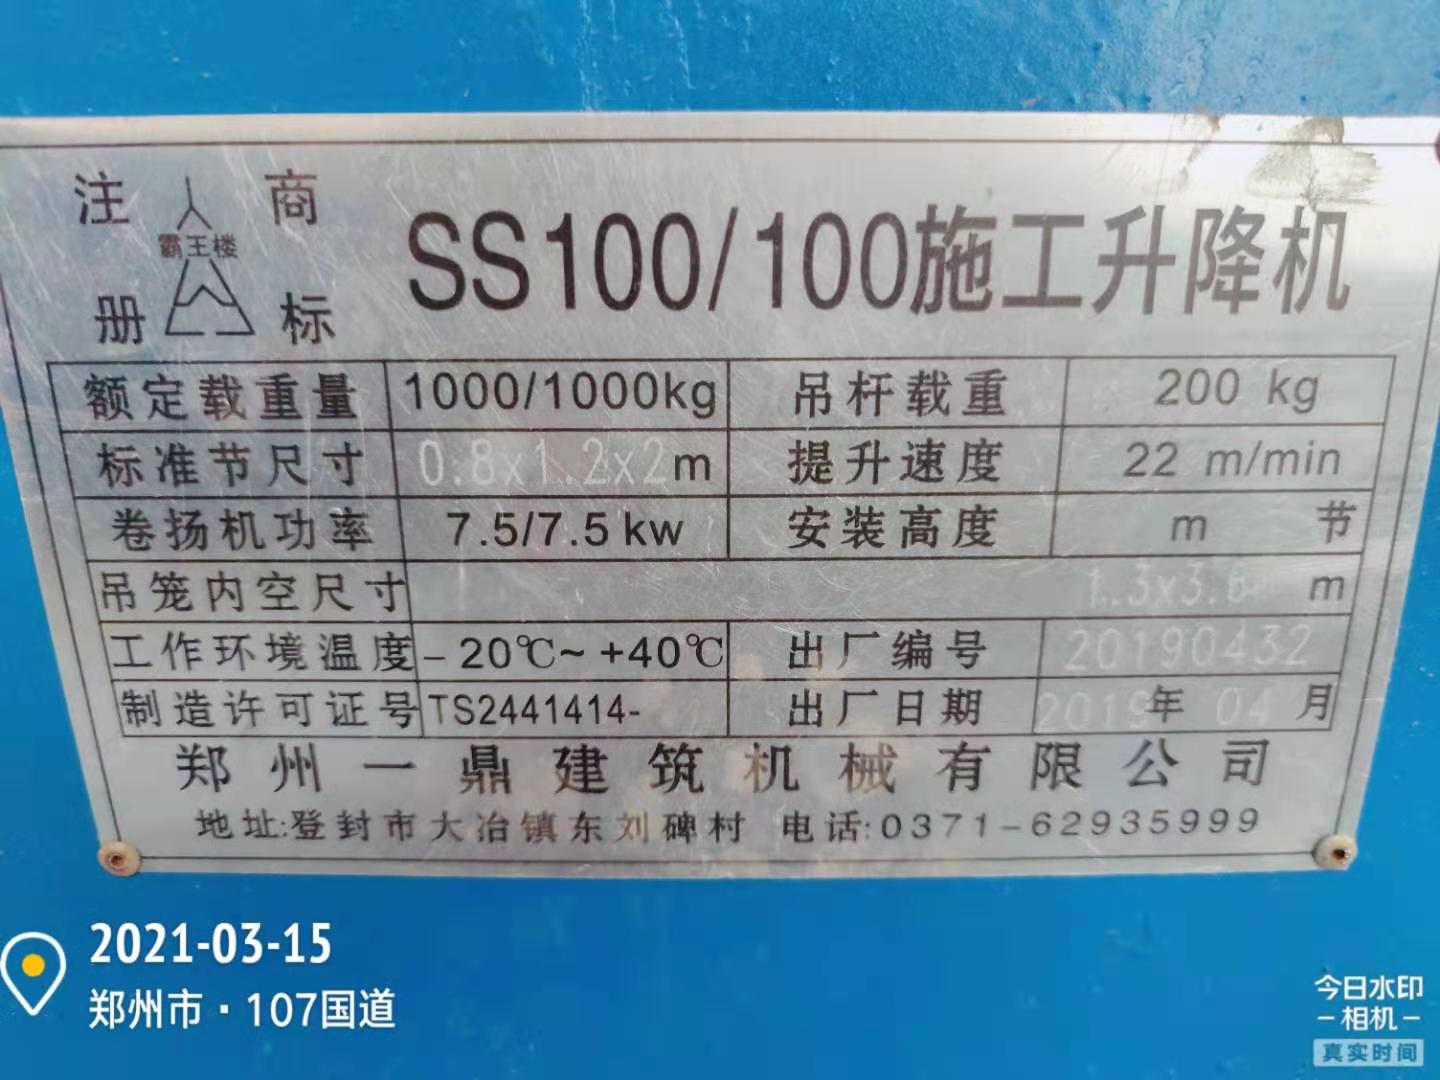 注 商
霸王楼
册 标
SS100/100施工升降机
额定载重量 1000/1000kg 吊杆载重 200 kg
标准节尺寸 0.8x1.2x2m 提升速度 22 m/min
卷扬机功率 7.5/7.5kw 安装高度 m 节
吊笼内空尺寸 1.3x3.6 m
工作环境温度 -20℃~+40℃ 出厂编号 20190432
制造许可证号 TS2441414- 出厂日期 2019年 04月
郑州一鼎建筑机械有限公司
地址:登封市大冶镇东刘碑村 电话:0371-62935999
2021-03-15
郑州市·107国道
今日水印
-相机-
真实时间